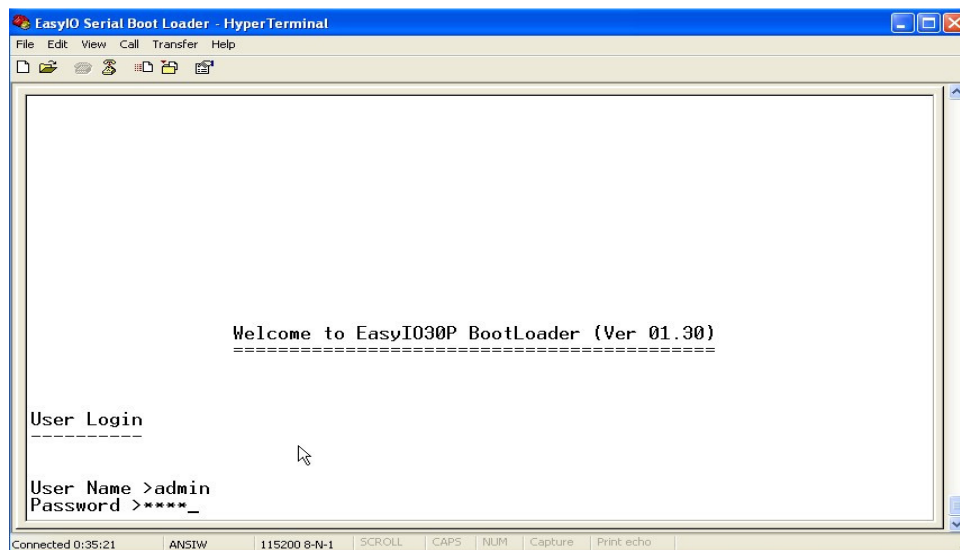 EasyIO Serial Boot Loader - HyperTerminal
File Edit View Call Transfer Help
Welcome to EasyIO30P BootLoader (Ver 01.30)
===========================================
User Login
----------
User Name >admin
Password >****_
Connected 0:35:21 ANSIW 115200 8-N-1 SCROLL CAPS NUM Capture Print echo